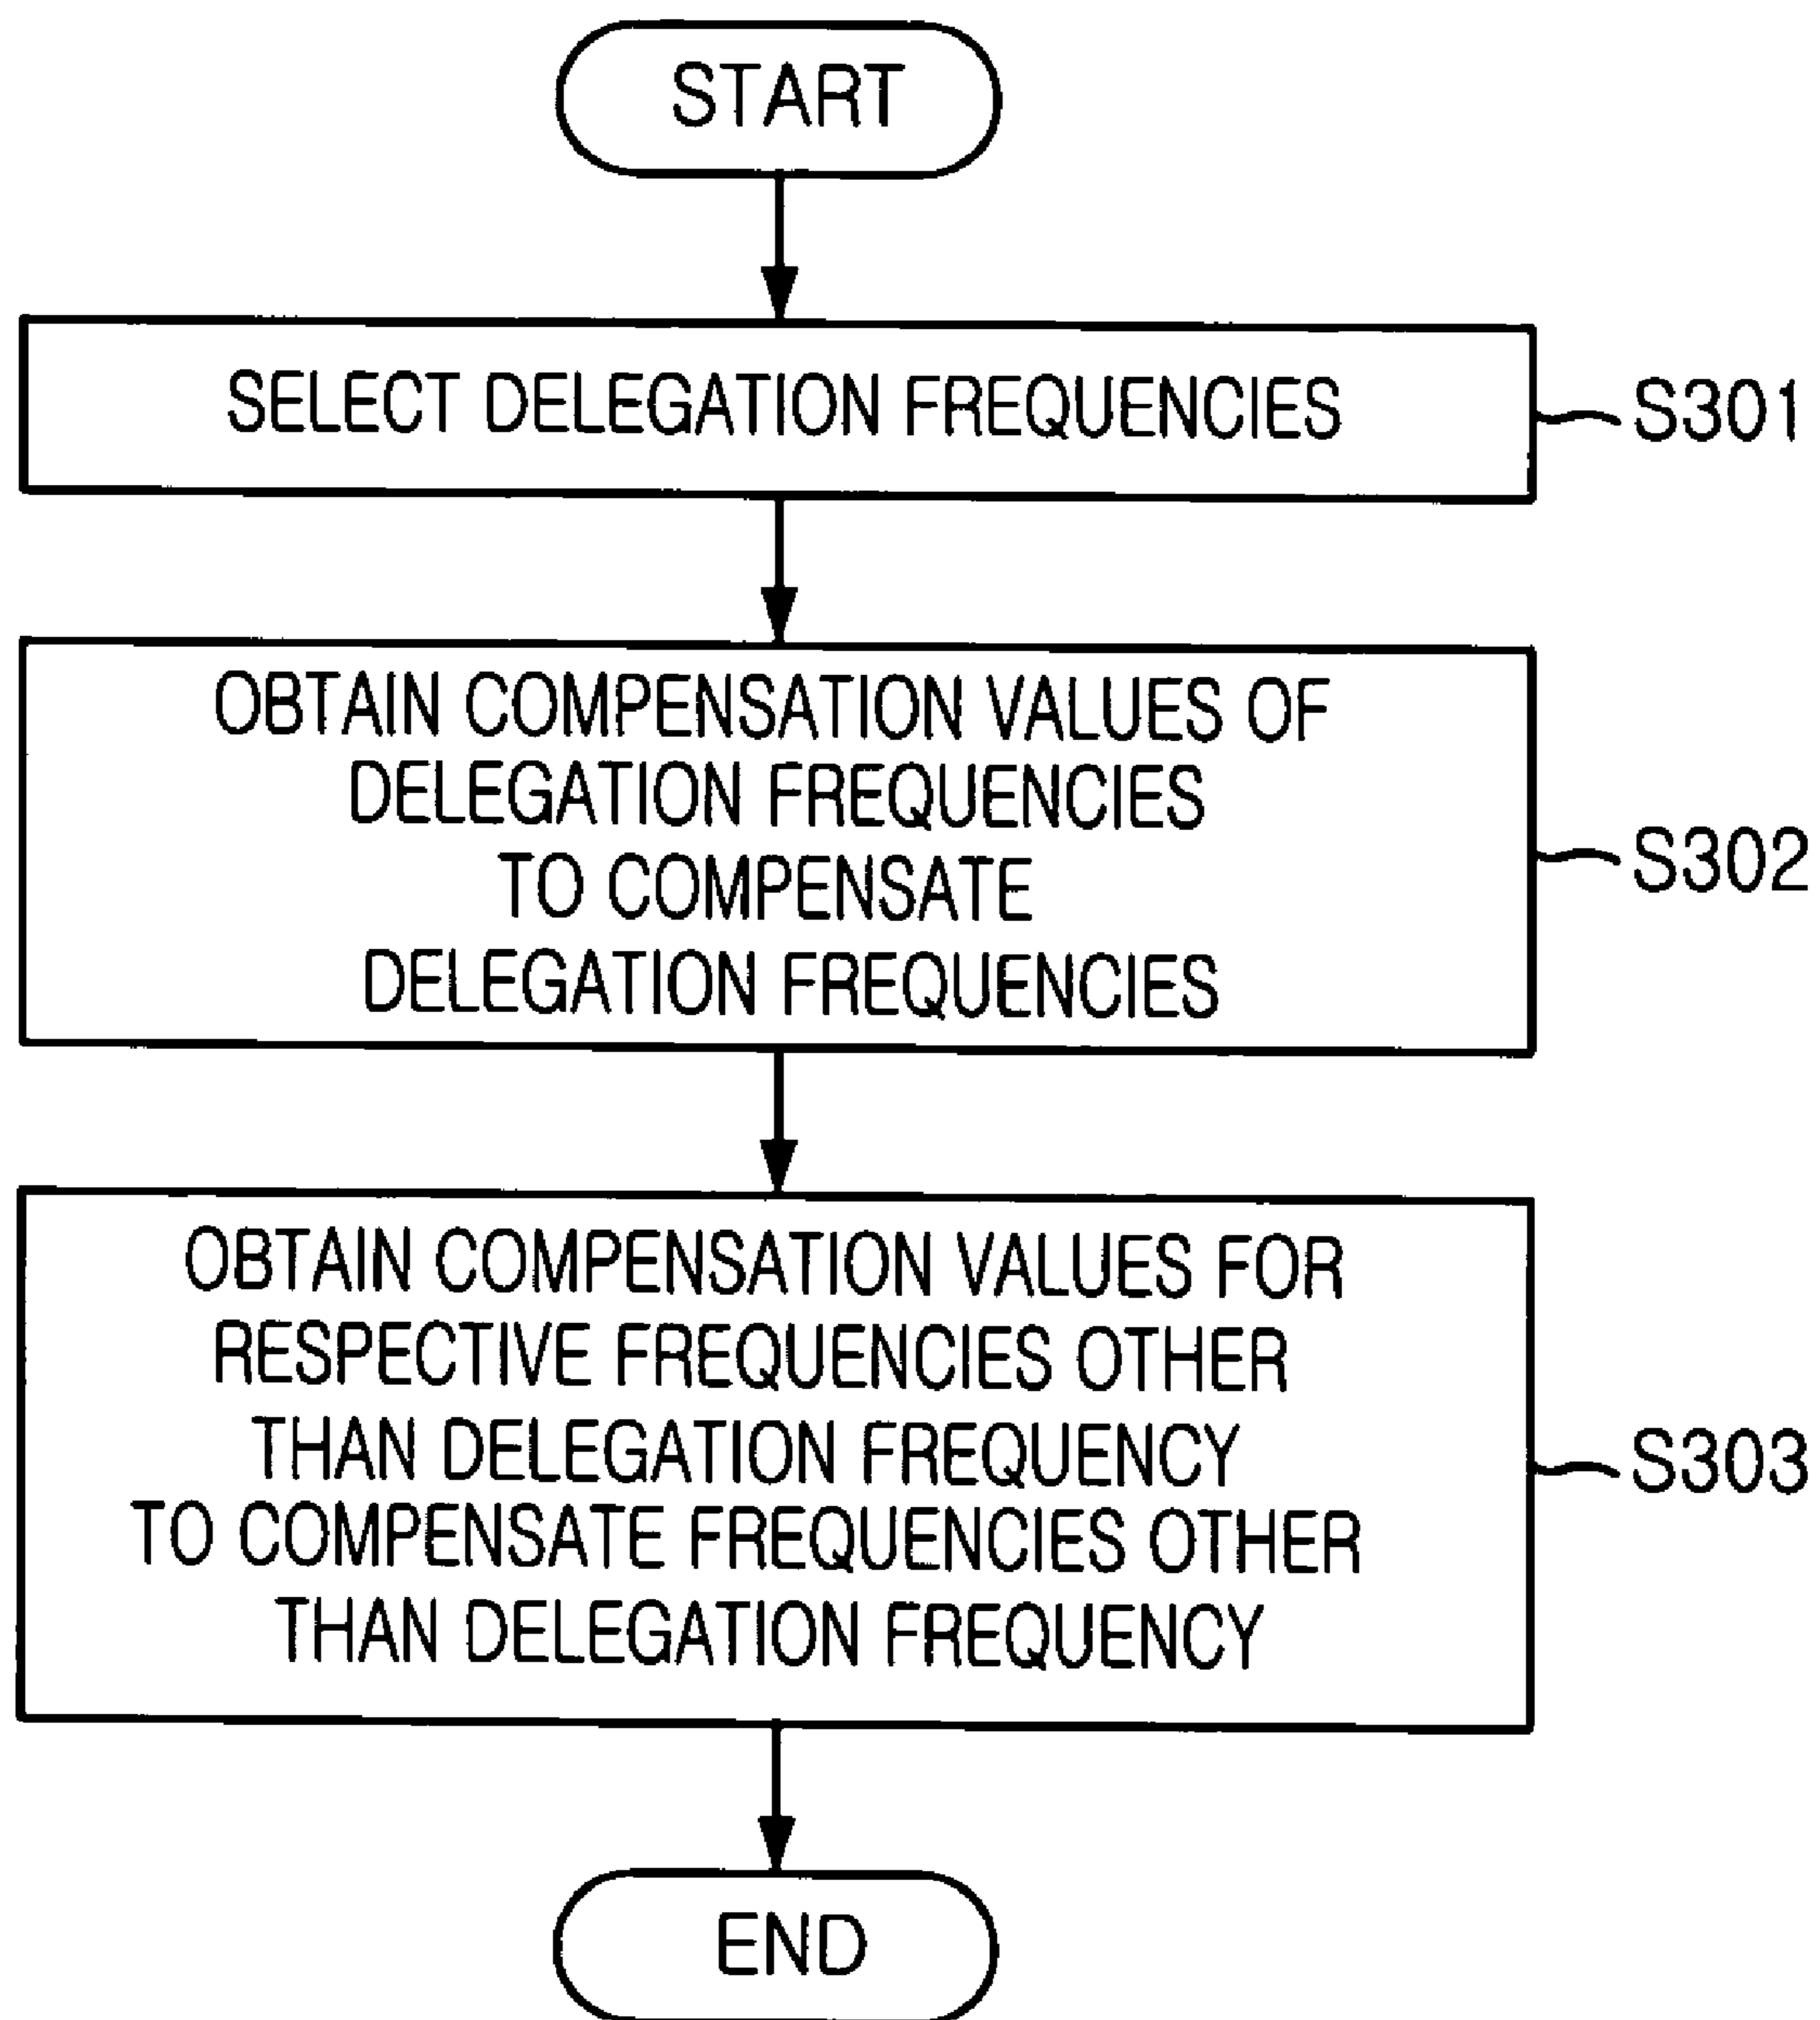 START
SELECT DELEGATION FREQUENCIES
S301
OBTAIN COMPENSATION VALUES OF
DELEGATION FREQUENCIES
TO COMPENSATE
DELEGATION FREQUENCIES
S302
OBTAIN COMPENSATION VALUES FOR
RESPECTIVE FREQUENCIES OTHER
THAN DELEGATION FREQUENCY
TO COMPENSATE FREQUENCIES OTHER
THAN DELEGATION FREQUENCY
S303
END